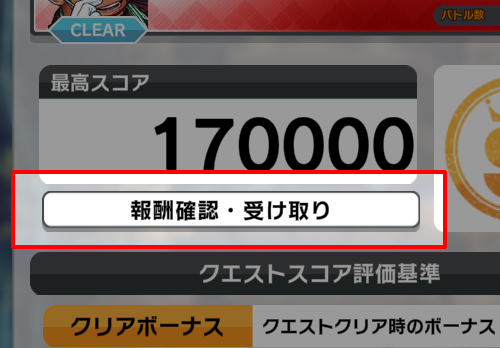 CLEAR
バトル数
最高スコア
170000
報酬確認・受け取り
クエストスコア評価基準
クリアボーナス
クエストクリア時のボーナス